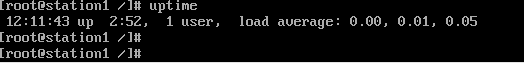 [root@station1 /]# uptime
 12:11:43 up  2:52,  1 user,  load average: 0.00, 0.01, 0.05
[root@station1 /]#
[root@station1 /]#